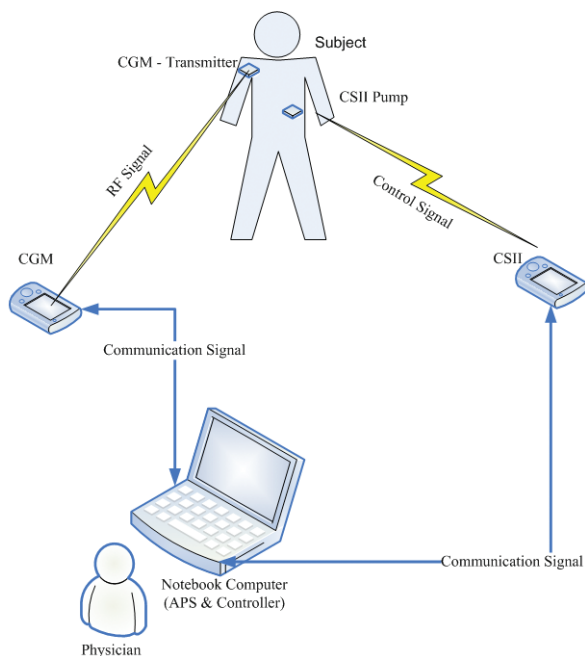 Subject
CGM - Transmitter
CSII Pump
RF Signal
Control Signal
CGM
CSII
Communication Signal
Communication Signal
Notebook Computer
(APS & Controller)
Physician